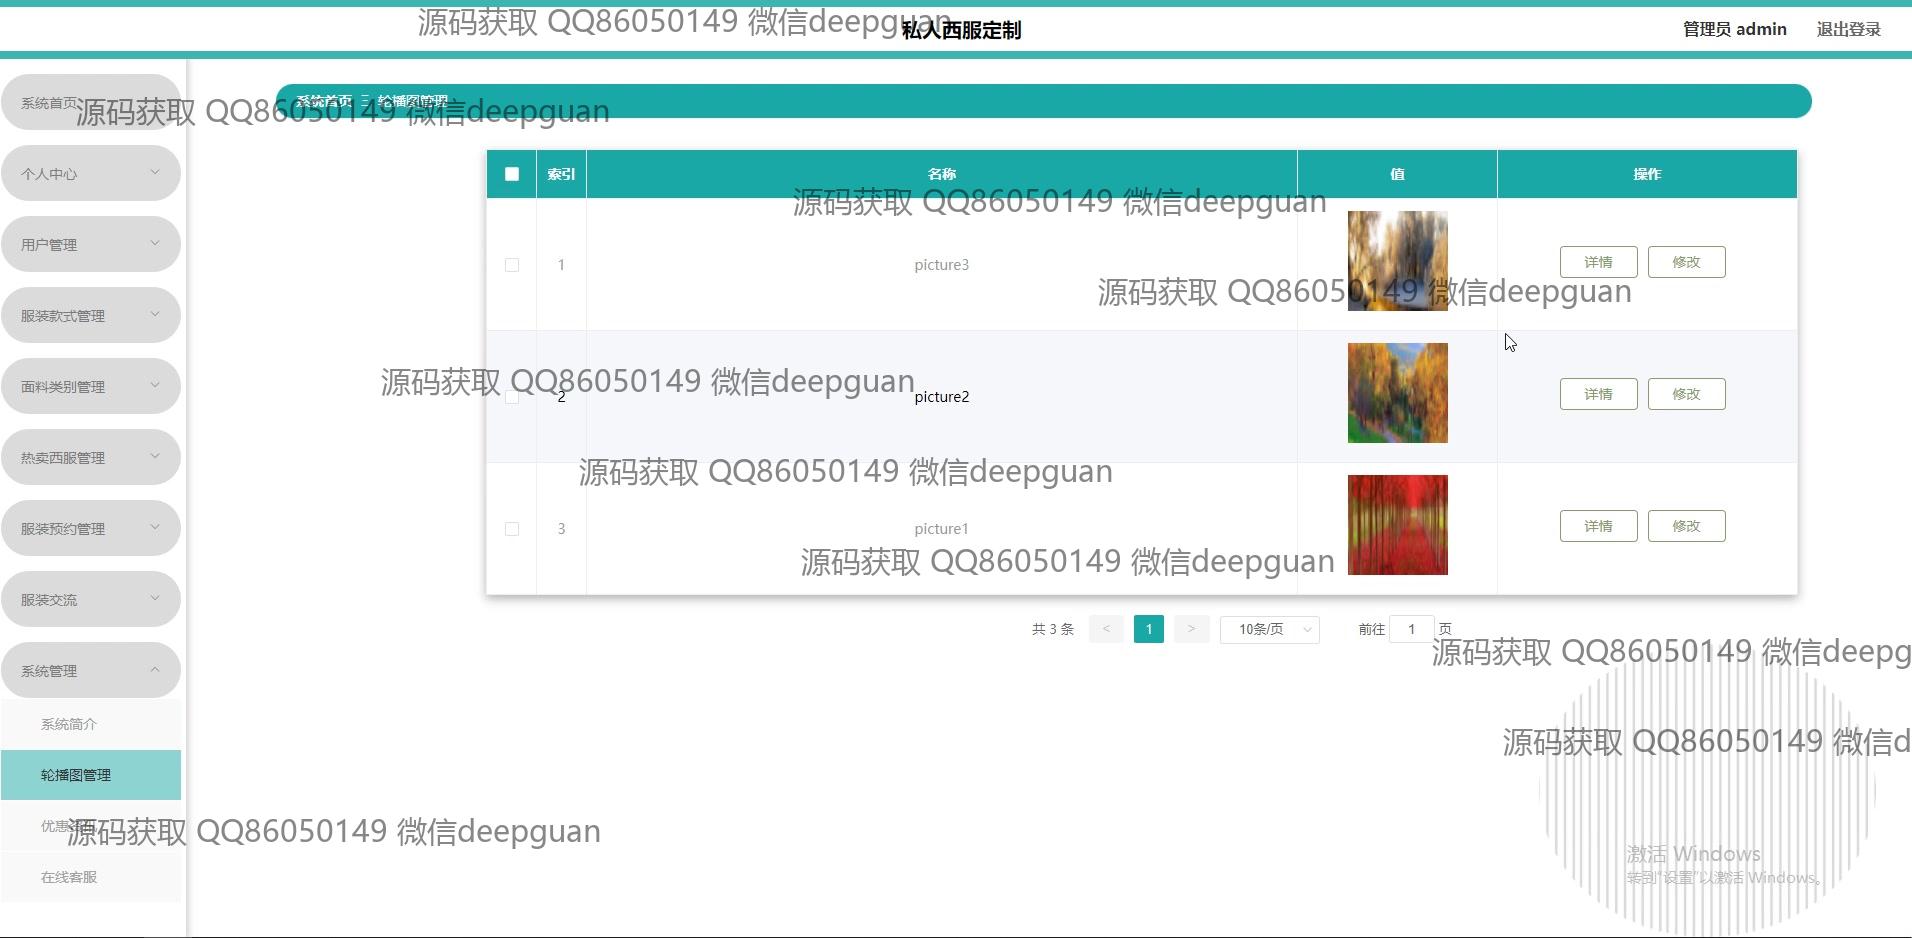 源码获取 QQ86050149 微信deepguan
私人西服定制
管理员 admin
退出登录
系统首页
源码获取 QQ86050149 微信deepguan
系统首页 三 轮播图管理
个人中心
用户管理
服装款式管理
面料类别管理
热卖西服管理
服装预约管理
服装交流
系统管理
系统简介
轮播图管理
优惠
源码获取 QQ86050149 微信deepguan
在线客服
索引 名称 值 操作
源码获取 QQ86050149 微信deepguan
1 picture3 详情 修改
源码获取 QQ86050149 微信deepguan
源码获取 QQ86050149 微信deepguan
2 picture2 详情 修改
源码获取 QQ86050149 微信deepguan
3 picture1 详情 修改
源码获取 QQ86050149 微信deepguan
共 3 条 < 1 > 10条/页 前往 1 页
源码获取 QQ86050149 微信deepg
源码获取 QQ86050149 微信d
激活 Windows
转到“设置”以激活 Windows。